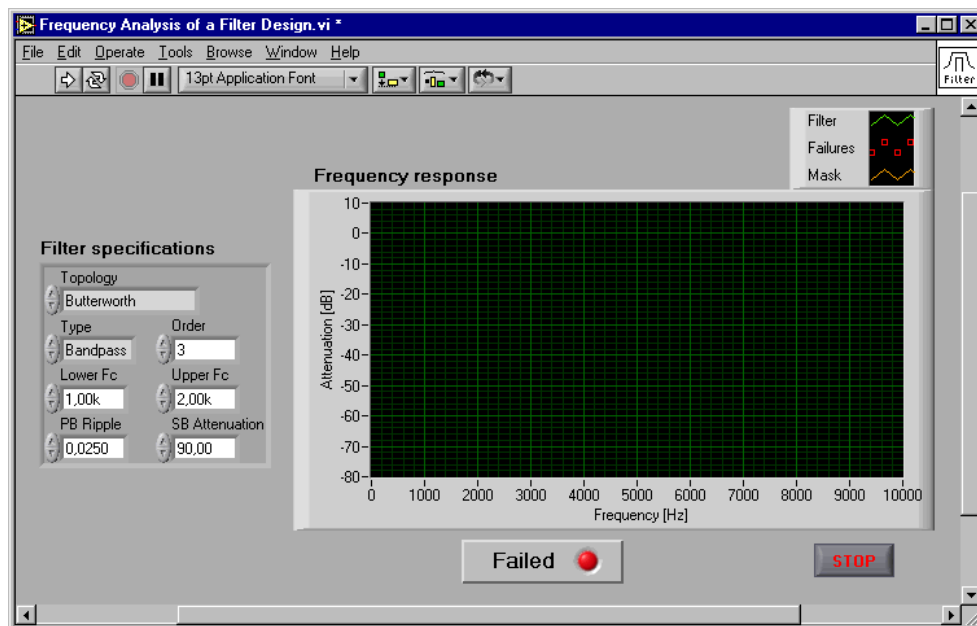 Frequency Analysis of a Filter Design.vi *
File Edit Operate Tools Browse Window Help
13pt Application Font
Filter
Filter
Failures
Mask
Frequency response
Filter specifications
Topology
Butterworth
Type Order
Bandpass 3
Lower Fc Upper Fc
1,00k 2,00k
PB Ripple SB Attenuation
0,0250 90,00
Attenuation [dB]
10
0
-10
-20
-30
-40
-50
-60
-70
-80
0 1000 2000 3000 4000 5000 6000 7000 8000 9000 10000
Frequency [Hz]
Failed
STOP